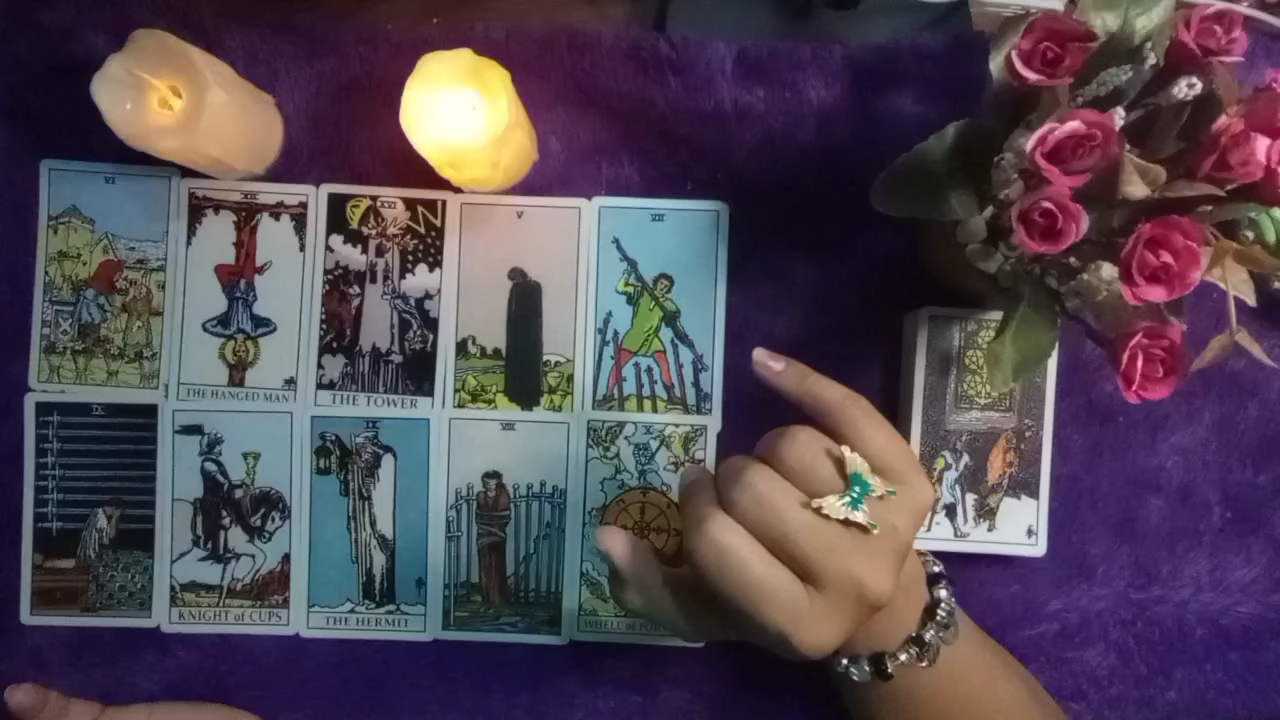 VI
XII
XVI
V
VII
THE HANGED MAN
THE TOWER
IX
IX
VIII
X
KNIGHT of CUPS
THE HERMIT
WHEEL of FORT